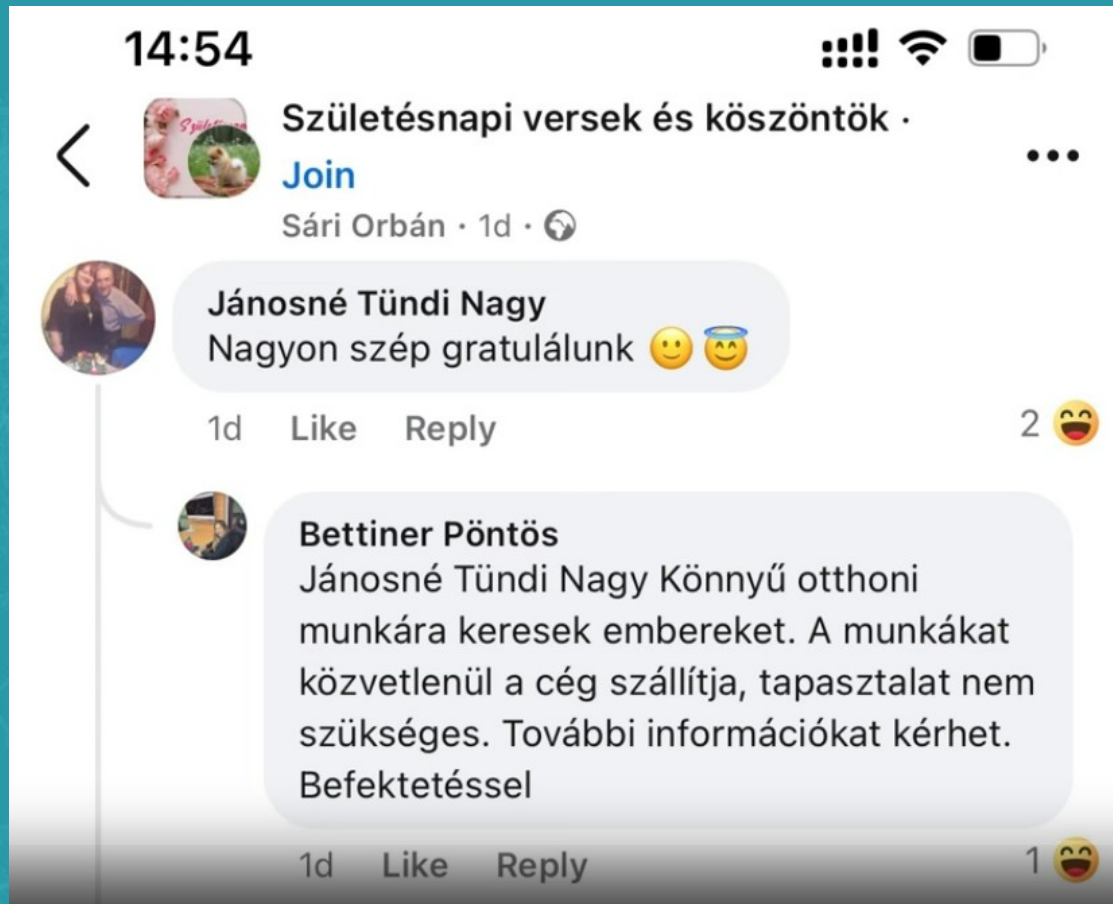 14:54
Születésnapi versek és köszöntök ·
Join
Sári Orbán · 1d ·
Jánosné Tündi Nagy
Nagyon szép gratulálunk 🙂 😇
1d Like Reply 2 😄
Bettiner Pöntös
Jánosné Tündi Nagy Könnyű otthoni
munkára keresek embereket. A munkákat
közvetlenül a cég szállítja, tapasztalat nem
szükséges. További információkat kérhet.
Befektetéssel
1d Like Reply 1 😄